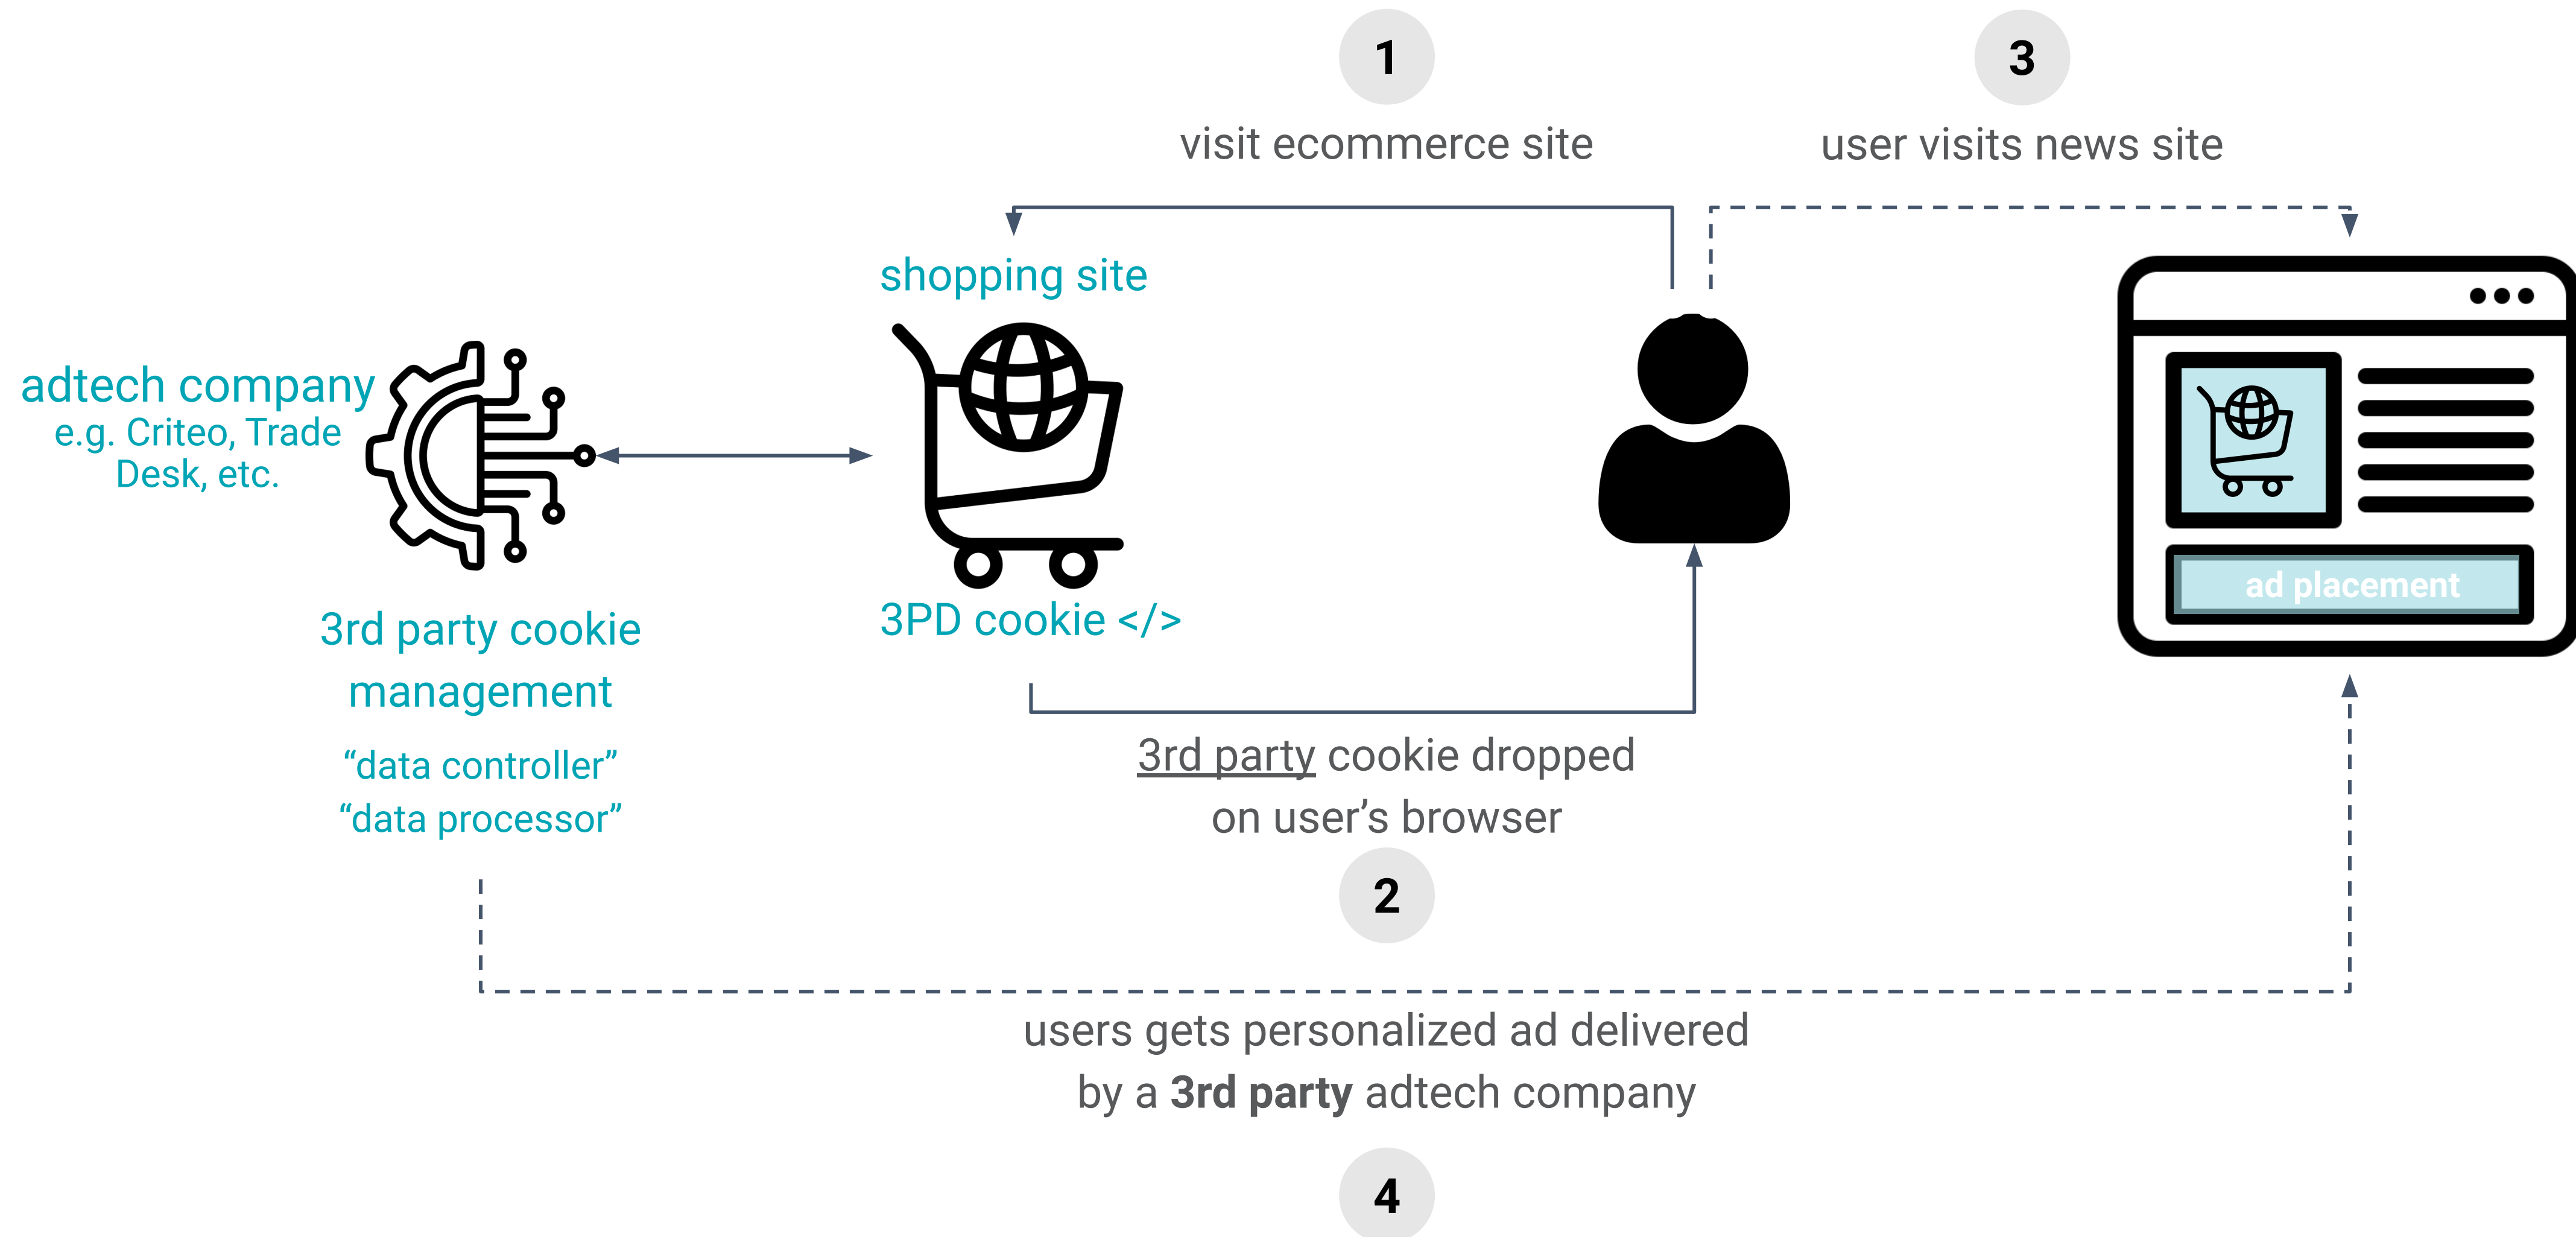 1
visit ecommerce site
3
user visits news site
shopping site
adtech company
e.g. Criteo, Trade
Desk, etc.
3rd party cookie
management
“data controller”
“data processor”
3PD cookie </>
ad placement
3rd party cookie dropped
on user’s browser
2
users gets personalized ad delivered
by a 3rd party adtech company
4